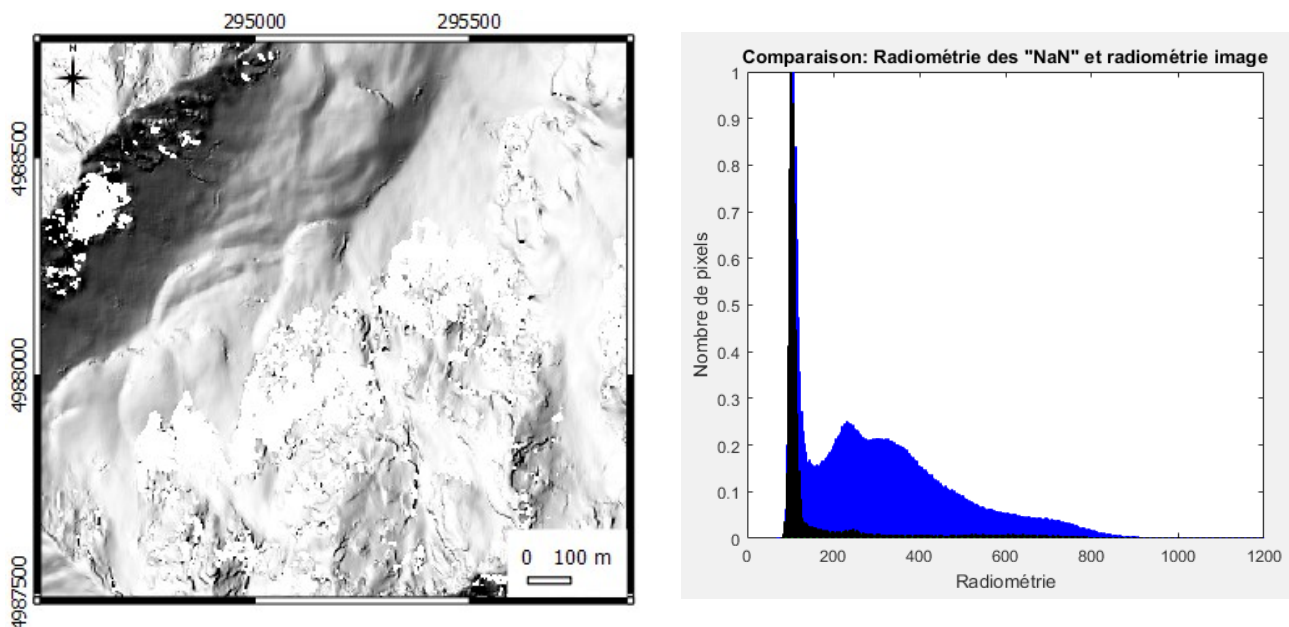 295000 295500
N
4988500
4988000
4987500
0 100 m
Comparaison: Radiométrie des "NaN" et radiométrie image
Nombre de pixels
1
0.9
0.8
0.7
0.6
0.5
0.4
0.3
0.2
0.1
0
0 200 400 600 800 1000 1200
Radiométrie